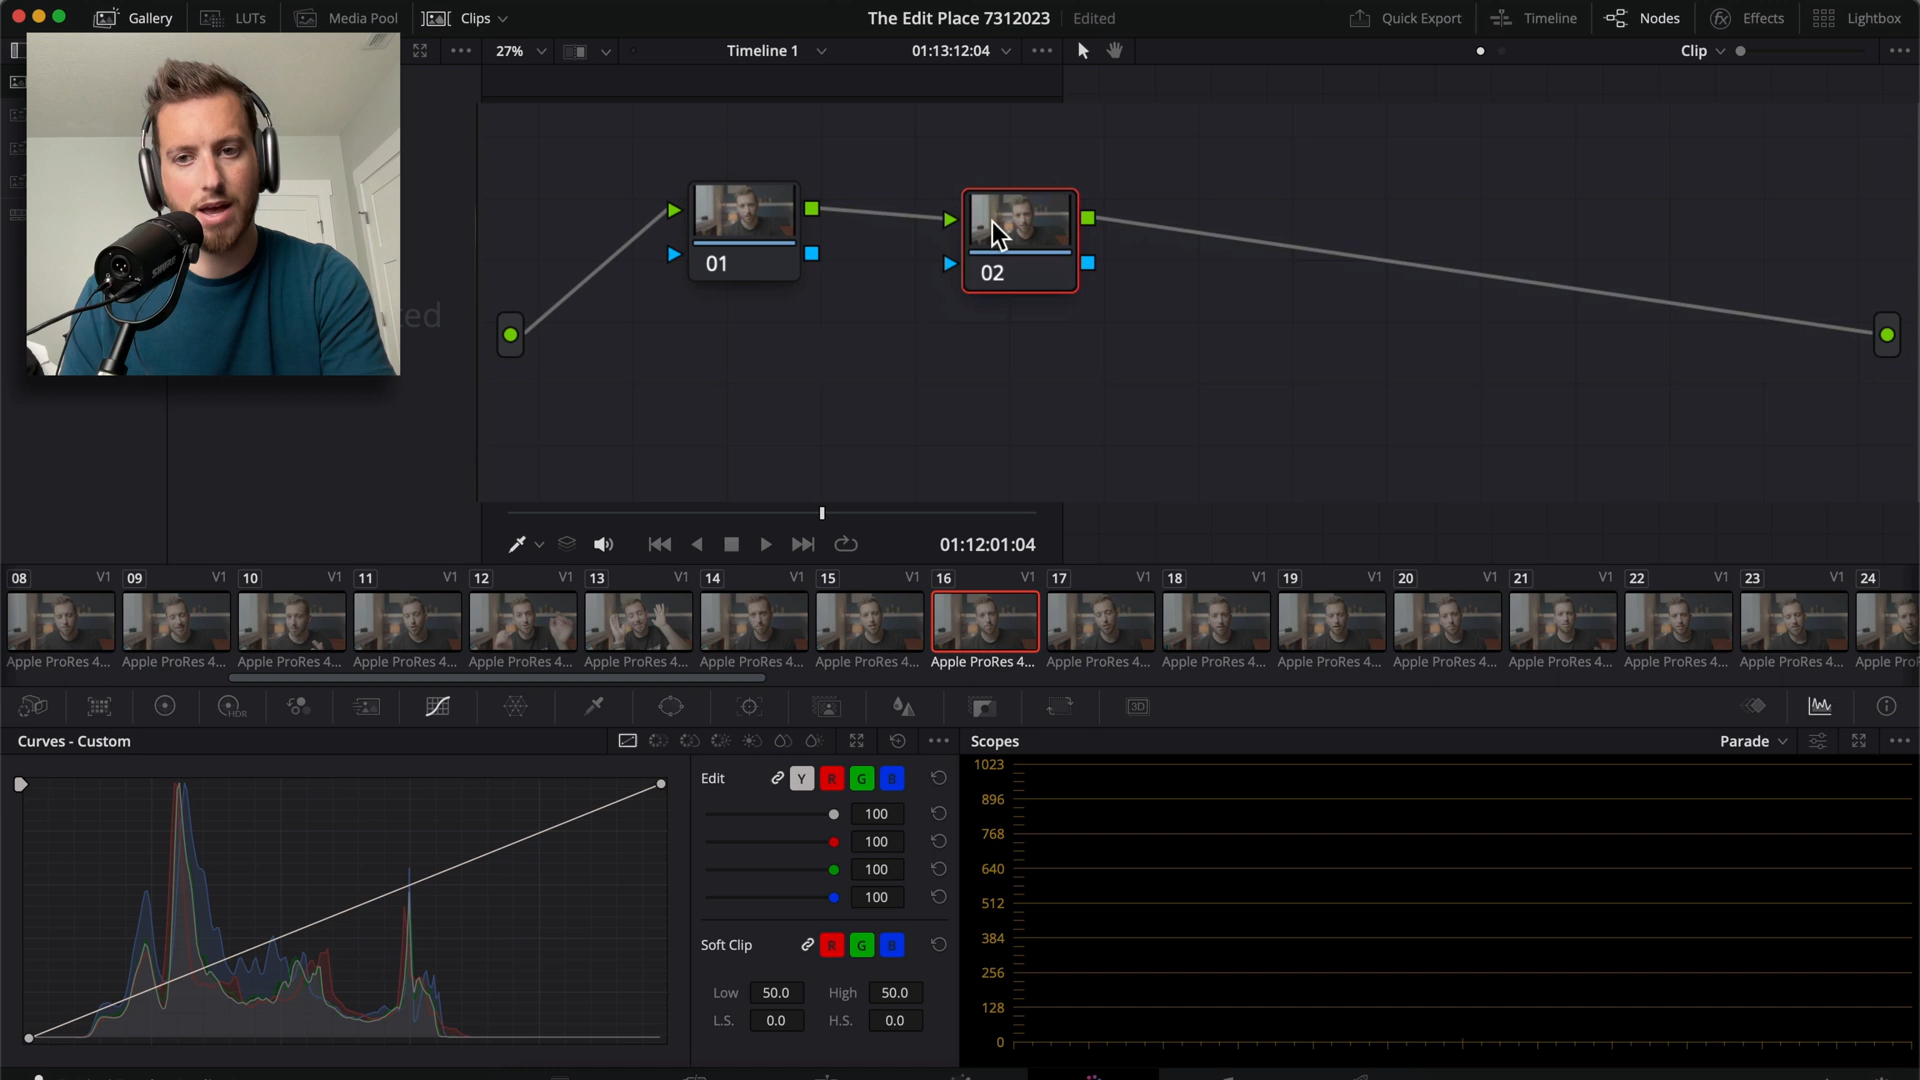 Gallery LUTs Media Pool Clips The Edit Place 7312023 Edited Quick Export Timeline Nodes Effects Lightbox
27% Timeline 1 01:13:12:04 Clip
01
02
01:12:01:04
08 V1 09 V1 10 V1 11 V1 12 V1 13 V1 14 V1 15 V1 16 V1 17 V1 18 V1 19 V1 20 V1 21 V1 22 V1 23 V1 24
Apple ProRes 4... Apple ProRes 4... Apple ProRes 4... Apple ProRes 4... Apple ProRes 4... Apple ProRes 4... Apple ProRes 4... Apple ProRes 4... Apple ProRes 4... Apple ProRes 4... Apple ProRes 4... Apple ProRes 4... Apple ProRes 4... Apple ProRes 4... Apple ProRes 4... Apple ProRes 4... Apple Pro
HDR 3D
Curves - Custom
Edit Y R G B
100
100
100
100
Soft Clip R G B
Low 50.0 High 50.0
L.S. 0.0 H.S. 0.0
Scopes Parade
1023
896
768
640
512
384
256
128
0
SHURE